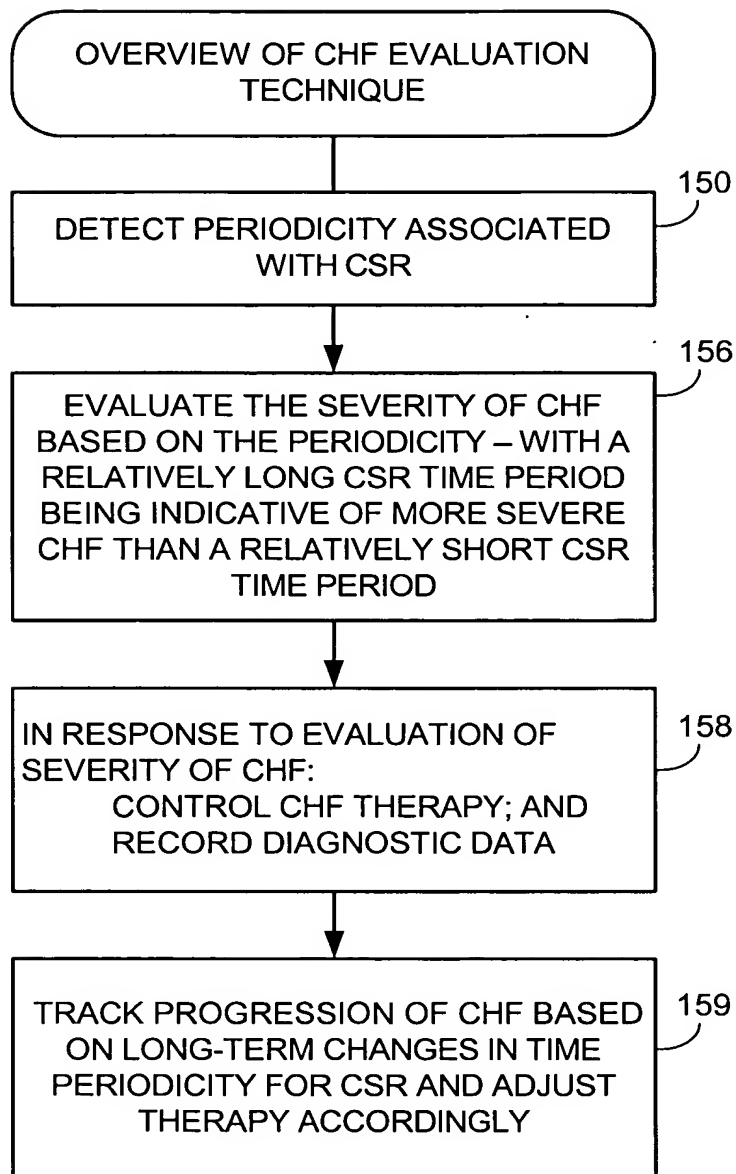 OVERVIEW OF CHF EVALUATION
TECHNIQUE
150
DETECT PERIODICITY ASSOCIATED
WITH CSR
156
EVALUATE THE SEVERITY OF CHF
BASED ON THE PERIODICITY – WITH A
RELATIVELY LONG CSR TIME PERIOD
BEING INDICATIVE OF MORE SEVERE
CHF THAN A RELATIVELY SHORT CSR
TIME PERIOD
158
IN RESPONSE TO EVALUATION OF
SEVERITY OF CHF:
CONTROL CHF THERAPY; AND
RECORD DIAGNOSTIC DATA
159
TRACK PROGRESSION OF CHF BASED
ON LONG-TERM CHANGES IN TIME
PERIODICITY FOR CSR AND ADJUST
THERAPY ACCORDINGLY